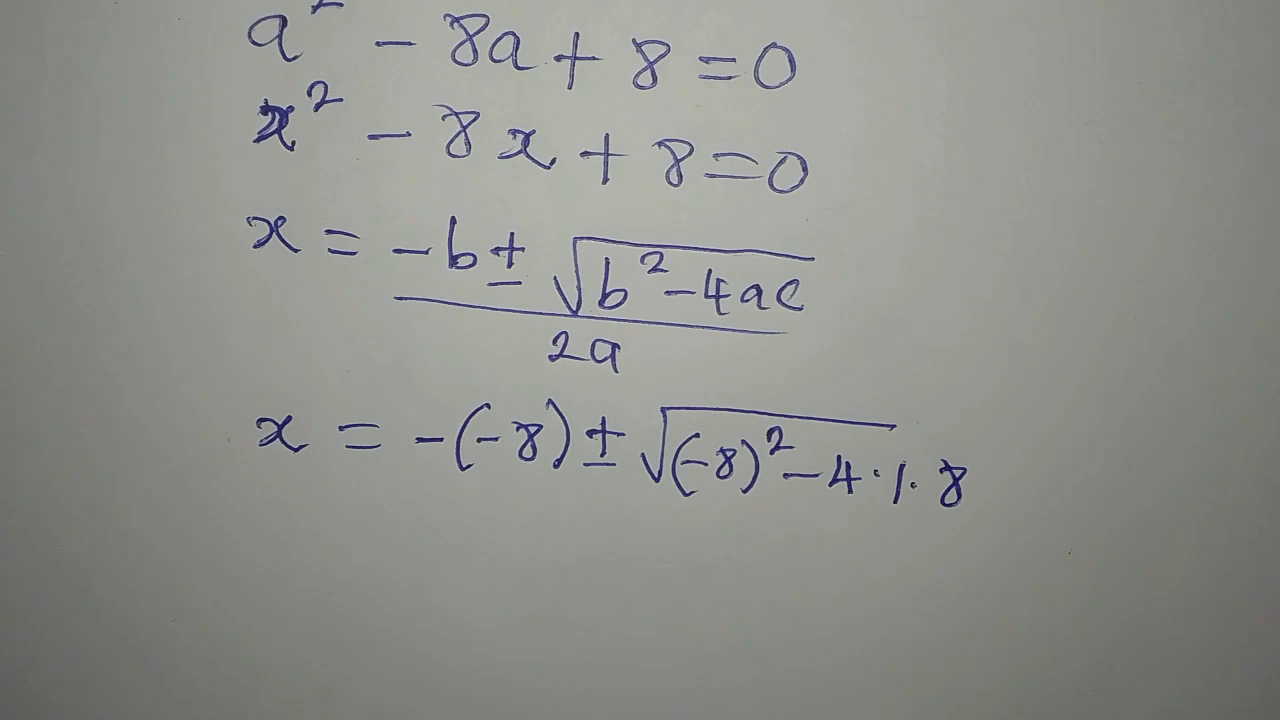 a² - 8a + 8 = 0
x² - 8x + 8 = 0
x = -b ± √b² - 4ac
2a
x = -(-8) ± √(-8)² - 4·1·8